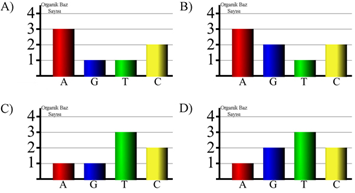 A)
Organik Baz
Sayısı
4
3
2
1
A G T C
B)
Organik Baz
Sayısı
4
3
2
1
A G T C
C)
Organik Baz
Sayısı
4
3
2
1
A G T C
D)
Organik Baz
Sayısı
4
3
2
1
A G T C